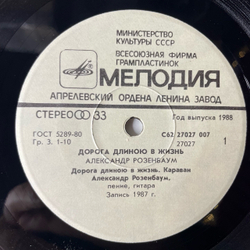 МИНИСТЕРСТВО
КУЛЬТУРЫ СССР
ВСЕСОЮЗНАЯ ФИРМА
ГРАМПЛАСТИНОК
МЕЛОДИЯ
АПРЕЛЕВСКИЙ ОРДЕНА ЛЕНИНА ЗАВОД
СТЕРЕО 33
Год выпуска 1988
ГОСТ 5289-80
С62 27027 007
Гр. 3. 1-10
27027
1
ДОРОГА ДЛИНОЮ В ЖИЗНЬ
АЛЕКСАНДР РОЗЕНБАУМ
Дорога длиною в жизнь. Караван
Александр Розенбаум,
пение, гитара
Запись 1987 г.